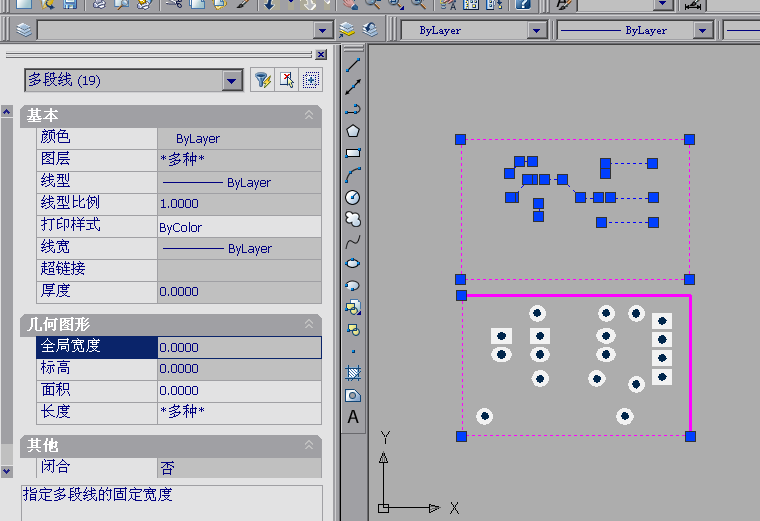 ByLayer
ByLayer
多段线 (19)
基本
颜色 ByLayer
图层 *多种*
线型 ByLayer
线型比例 1.0000
打印样式 ByColor
线宽 ByLayer
超链接
厚度 0.0000
几何图形
全局宽度 0.0000
标高 0.0000
面积 0.0000
长度 *多种*
其他
闭合 否
指定多段线的固定宽度
A
Y
X